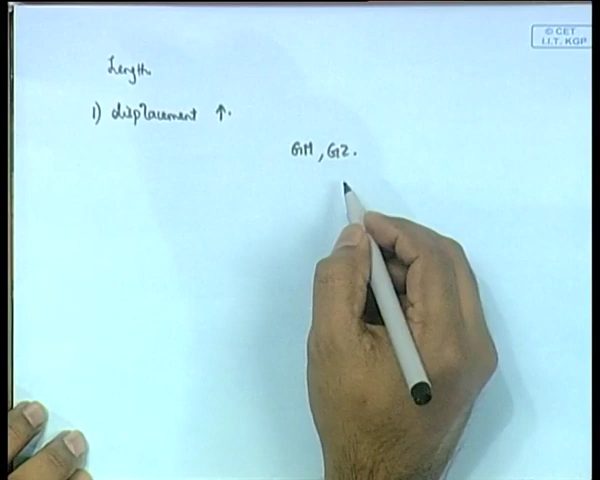 © CET
I.I.T. KGP
Length
1) displacement ↑.
GM, GZ.